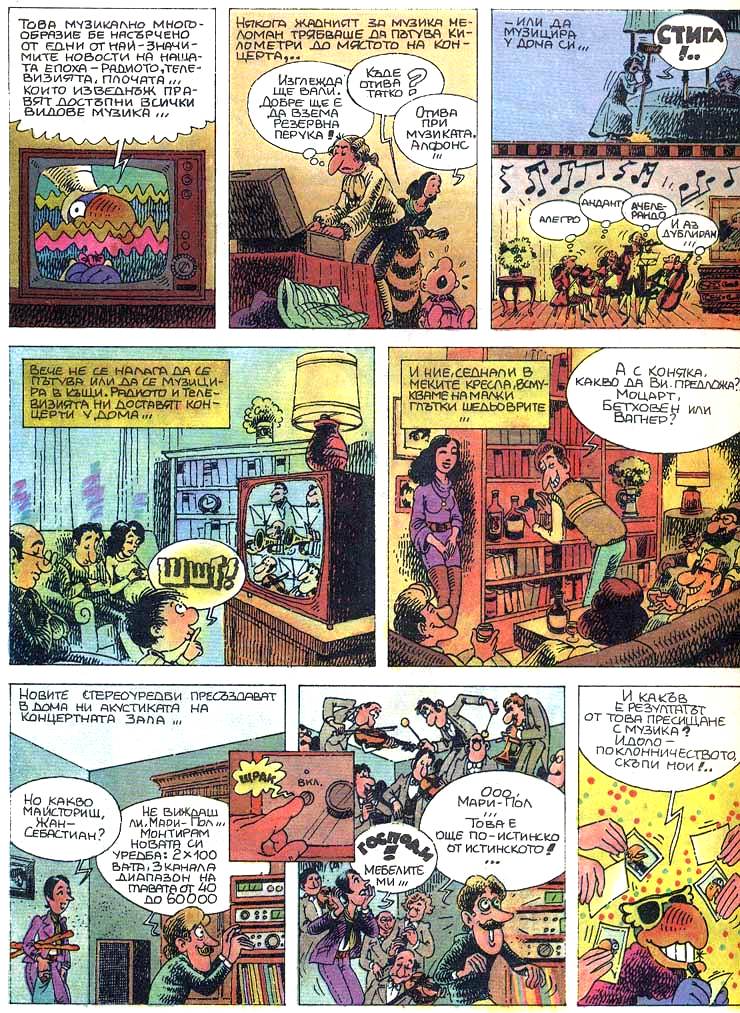 ТОВА МУЗИКАЛНО МНОГО-
ОБРАЗИЕ БЕ НАСЪРЧЕНО
ОТ ЕДНИ ОТ НАЙ-ЗНАЧИ-
МИТЕ НОВОСТИ НА НАША-
ТА ЕПОХА – РАДИОТО, ТЕЛЕ-
ВИЗИЯТА, ПЛОЧАТА ...
КОИТО ИЗВЕДНЪЖ ПРА-
ВЯТ ДОСТЪПНИ ВСИЧКИ
ВИДОВЕ МУЗИКА ...
НЯКОГА ЖАДНИЯТ ЗА МУЗИКА МЕ-
ЛОМАН ТРЯБВАШЕ ДА ПЪТУВА КИ-
ЛОМЕТРИ ДО МЯСТОТО НА КОН-
ЦЕРТА,..
ИЗГЛЕЖДА
ЩЕ ВАЛИ.
ДОБРЕ ЩЕ Е
ДА ВЗЕМА
РЕЗЕРВНА
ПЕРУКА!
КЪДЕ
ОТИВА
ТАТКО?
ОТИВА
ПРИ
МУЗИКАТА,
АЛФОНС
...
- ИЛИ ДА
МУЗИЦИРА
У ДОМА СИ ...
СТИГА
!..
АЛЕГРО
АНДАНТЕ
АЧЕЛЕ-
РАНДО
И АЗ
ДУБЛИРАМ
...
ВЕЧЕ НЕ СЕ НАЛАГА ДА СЕ
ПЪТУВА ИЛИ ДА СЕ МУЗИЦИ-
РА В КЪЩИ. РАДИОТО И ТЕЛЕ-
ВИЗИЯТА НИ ДОСТАВЯТ КОН-
ЦЕРТИ У ДОМА ...
ШШТ!
И НИЕ, СЕДНАЛИ В
МЕКИТЕ КРЕСЛА, ВСМУ-
КВАМЕ НА МАЛКИ
ГЛЪТКИ ШЕДЬОВРИТЕ
...
А С КОНЯКА,
КАКВО ДА ВИ ПРЕДЛОЖА?
МОЦАРТ,
БЕТХОВЕН ИЛИ
ВАГНЕР?
НОВИТЕ СТЕРЕОУРЕДБИ ПРЕСЪЗДАВАТ
В ДОМА НИ АКУСТИКАТА НА
КОНЦЕРТНАТА ЗАЛА ...
НО КАКВО
МАЙСТОРИШ,
ЖАН-
СЕБАСТИАН?
НЕ ВИЖДАШ
ЛИ, МАРИ-ПОЛ ...
МОНТИРАМ
НОВАТА СИ
УРЕДБА: 2×100
ВАТА, 3 КАНАЛА
ДИАПАЗОН НА
ТАВАТА ОТ 40
ДО 60000
ЩРАК
ВКЛ.
ГОСПОДИ
!
МЕБЕЛИТЕ
МИ ...
ООО,
МАРИ-ПОЛ
...
ТОВА Е
ОЩЕ ПО-ИСТИНСКО
ОТ ИСТИНСКОТО!
...
И КАКЪВ
Е РЕЗУЛТАТЪТ
ОТ ТОВА ПРЕСИЩАНЕ
С МУЗИКА?
ИДОЛО-
ПОКЛОННИЧЕСТВОТО,
СКЪПИ МОИ!..